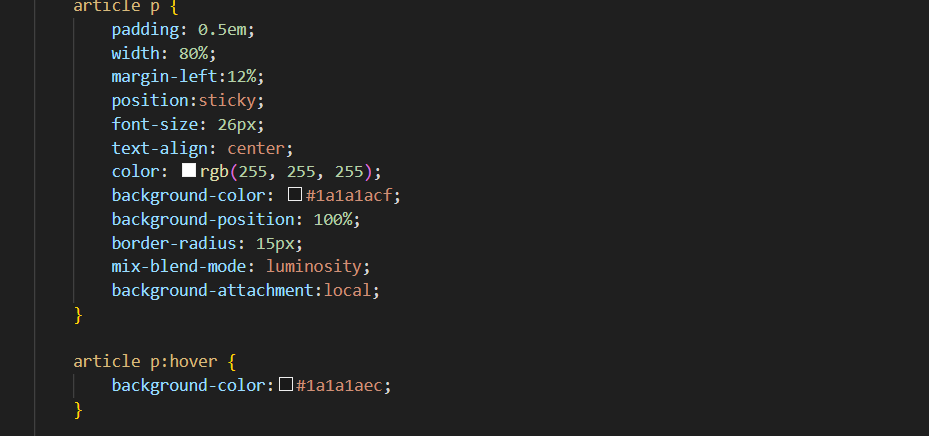 article p {
padding: 0.5em;
width: 80%;
margin-left:12%;
position:sticky;
font-size: 26px;
text-align: center;
color: rgb(255, 255, 255);
background-color: #1a1a1acf;
background-position: 100%;
border-radius: 15px;
mix-blend-mode: luminosity;
background-attachment:local;
}
article p:hover {
background-color:#1a1a1aec;
}